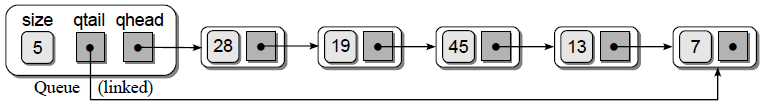 size qtail qhead
5 28 19 45 13 7
Queue (linked)